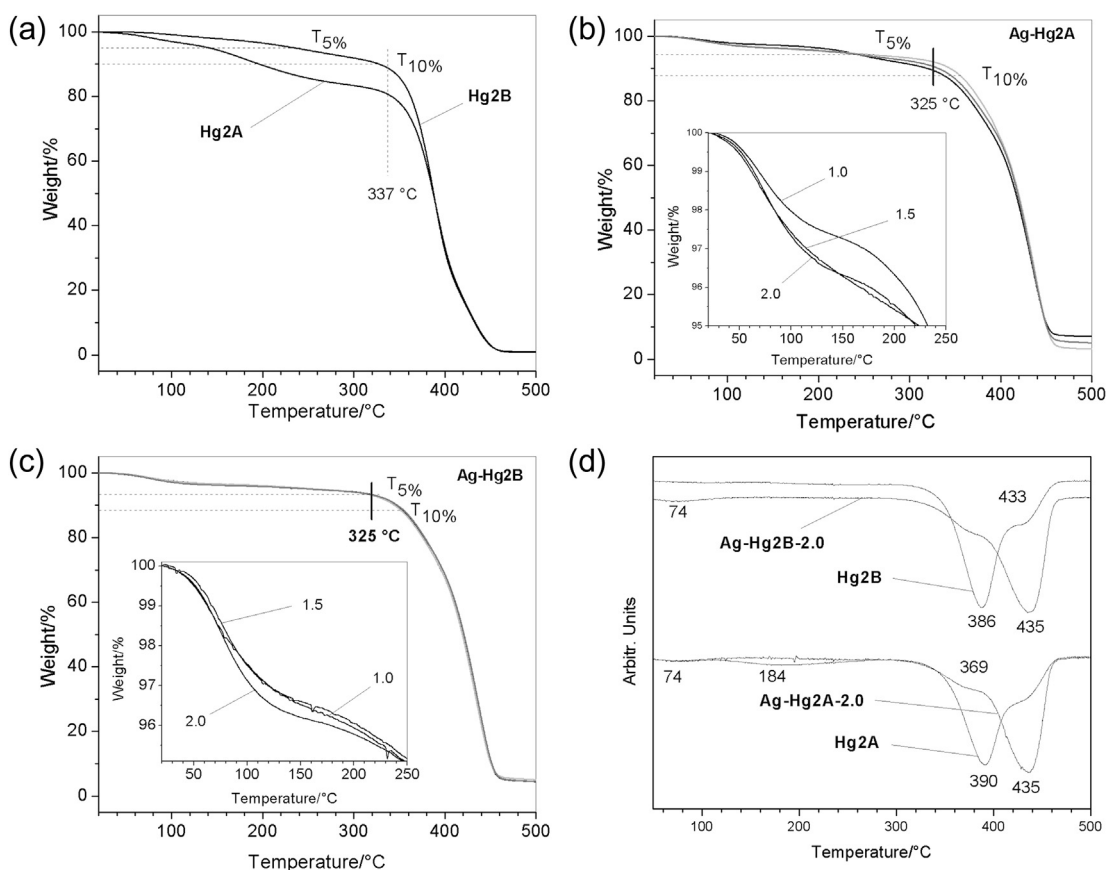 (a)
100
80
60
40
20
0
Weight/%
T5%
T10%
Hg2B
Hg2A
337 °C
100
200
300
400
500
Temperature/°C
(b)
Ag-Hg2A
100
80
60
40
20
0
Weight/%
T5%
T10%
325 °C
100
99
98
97
96
95
Weight/%
1.0
1.5
2.0
50
100
150
200
250
Temperature/°C
100
200
300
400
500
Temperature/°C
(c)
Ag-Hg2B
100
80
60
40
20
0
Weight/%
T5%
T10%
325 °C
100
99
98
97
96
Weight/%
1.5
1.0
2.0
50
100
150
200
250
Temperature/°C
100
200
300
400
500
Temperature/°C
(d)
Arbitr. Units
74
433
Ag-Hg2B-2.0
Hg2B
386
435
74
184
369
Ag-Hg2A-2.0
Hg2A
390
435
100
200
300
400
500
Temperature/°C